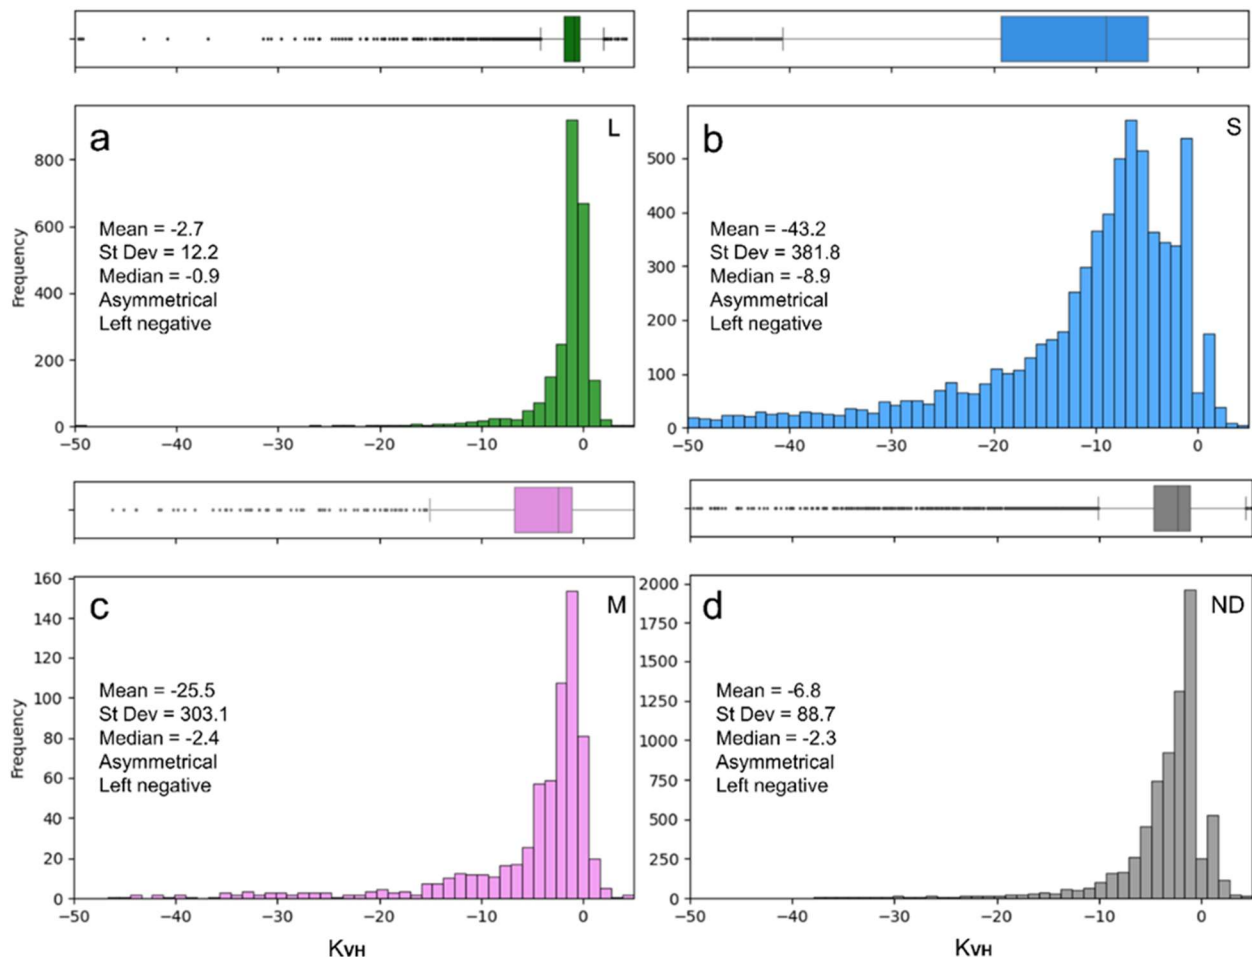 a
L
Mean = -2.7
St Dev = 12.2
Median = -0.9
Asymmetrical
Left negative
Frequency
800
600
400
200
0
−50 −40 −30 −20 −10 0
b
S
Mean = -43.2
St Dev = 381.8
Median = -8.9
Asymmetrical
Left negative
500
400
300
200
100
0
−50 −40 −30 −20 −10 0
c
M
Mean = -25.5
St Dev = 303.1
Median = -2.4
Asymmetrical
Left negative
Frequency
160
140
120
100
80
60
40
20
0
−50 −40 −30 −20 −10 0
KVH
d
ND
Mean = -6.8
St Dev = 88.7
Median = -2.3
Asymmetrical
Left negative
2000
1750
1500
1250
1000
750
500
250
0
−50 −40 −30 −20 −10 0
KVH